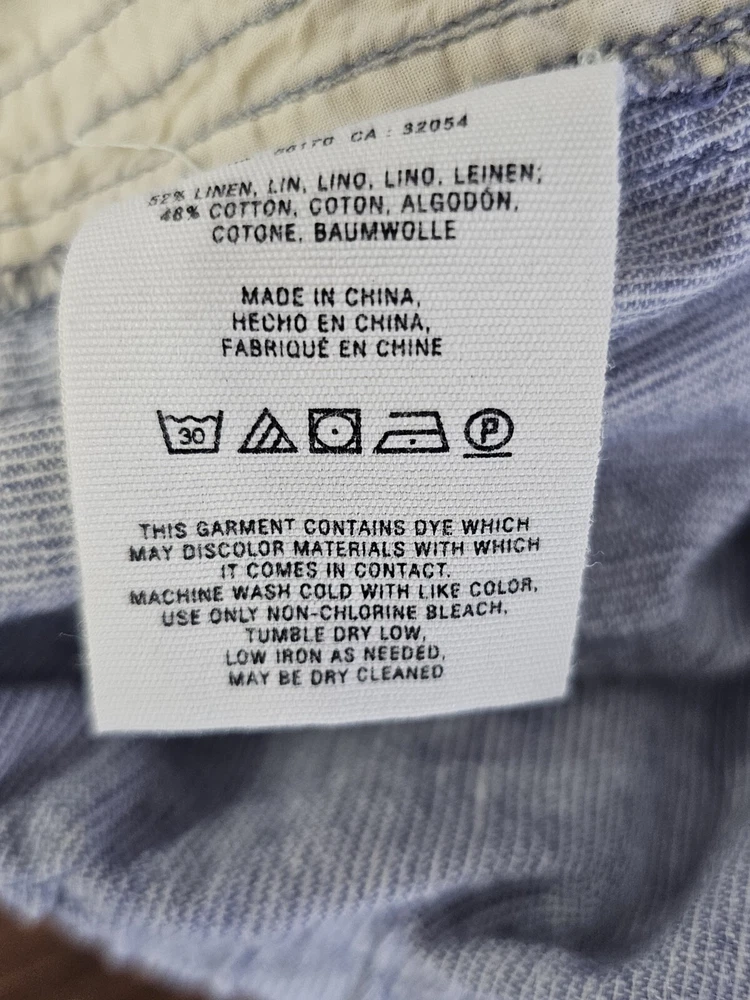 CA : 32054
52% LINEN, LIN, LINO, LINO, LEINEN;
48% COTTON, COTON, ALGODÓN,
COTONE, BAUMWOLLE
MADE IN CHINA,
HECHO EN CHINA,
FABRIQUÉ EN CHINE
30 P
THIS GARMENT CONTAINS DYE WHICH
MAY DISCOLOR MATERIALS WITH WHICH
IT COMES IN CONTACT.
MACHINE WASH COLD WITH LIKE COLOR,
USE ONLY NON-CHLORINE BLEACH,
TUMBLE DRY LOW,
LOW IRON AS NEEDED,
MAY BE DRY CLEANED